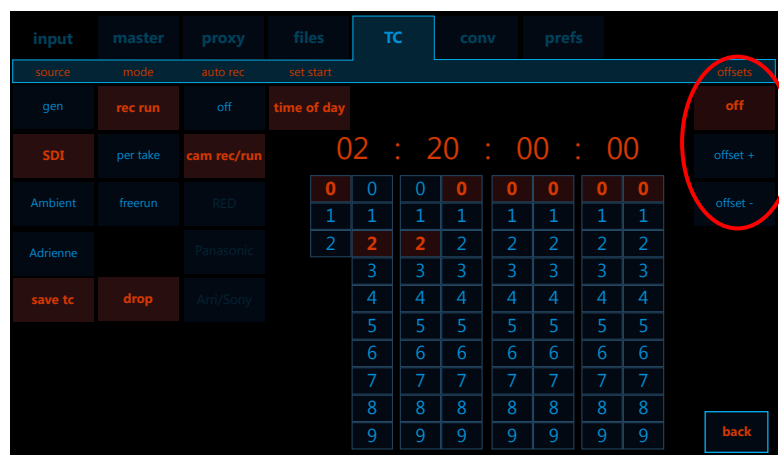 input master proxy files TC conv prefs
source mode auto rec set start offsets
gen rec run off time of day off
SDI per take cam rec/run 02 : 20 : 00 : 00 offset +
Ambient freerun RED 0 0 0 0 0 0 0 0 offset -
1 1 1 1 1 1 1 1
Adrienne Panasonic 2 2 2 2 2 2 2 2
3 3 3 3 3 3 3
save tc drop Arri/Sony 4 4 4 4 4 4 4
5 5 5 5 5 5 5
6 6 6 6 6 6 6
7 7 7 7 7 7 7
8 8 8 8 8 8 8
9 9 9 9 9 9 9 back